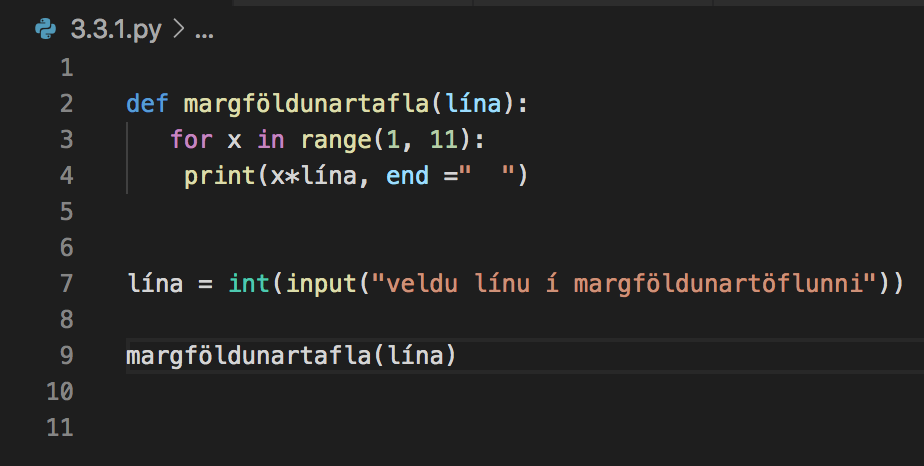 3.3.1.py > ...
1
2 def margföldunartafla(lína):
3 for x in range(1, 11):
4 print(x*lína, end ="  ")
5
6
7 lína = int(input("veldu línu í margföldunartöflunni"))
8
9 margföldunartafla(lína)
10
11